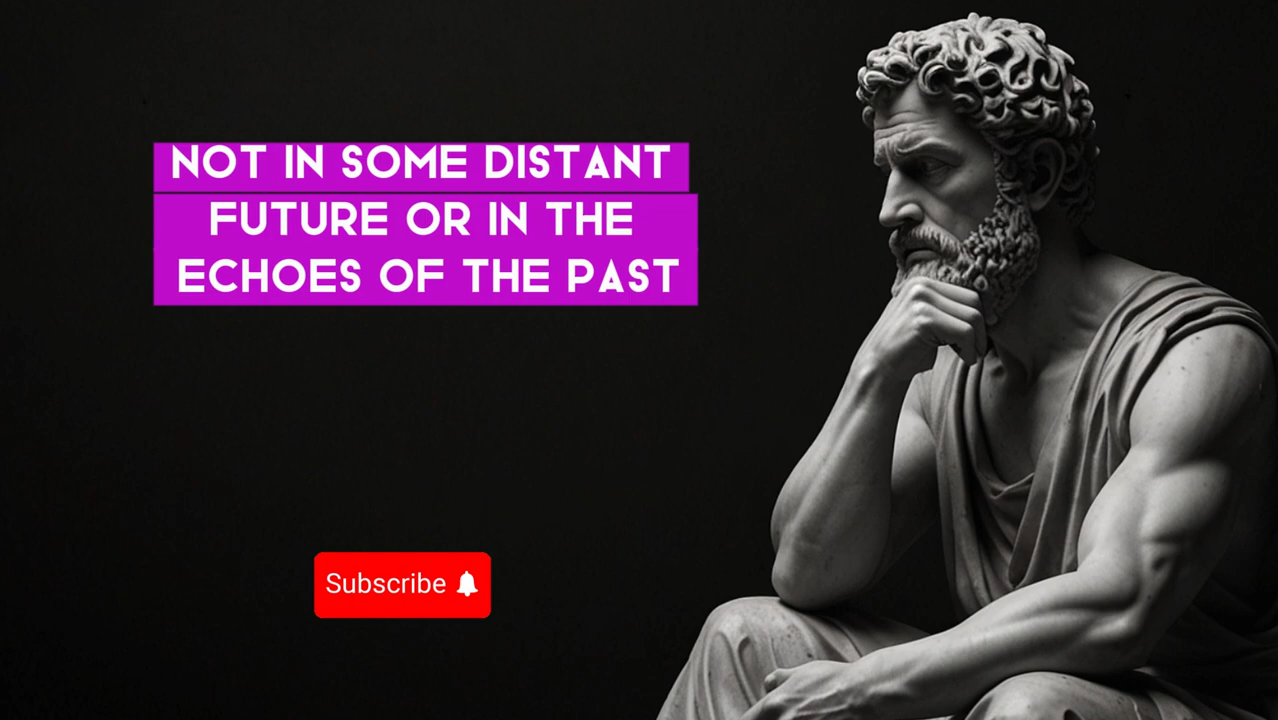 NOT IN SOME DISTANT
FUTURE OR IN THE
ECHOES OF THE PAST
Subscribe